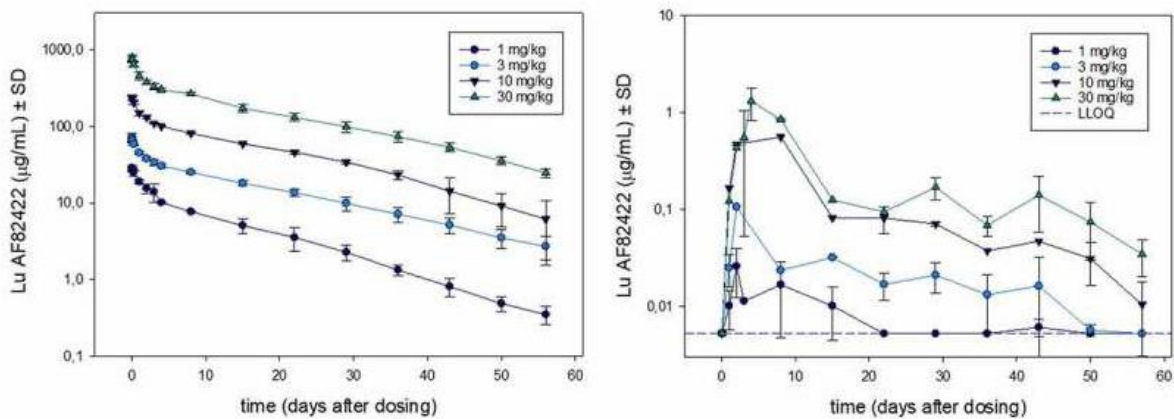 Lu AF82422 (µg/mL) ± SD
1000,0
100,0
10,0
1,0
0,1
0
10
20
30
40
50
60
time (days after dosing)
1 mg/kg
3 mg/kg
10 mg/kg
30 mg/kg
Lu AF82422 (µg/mL) ± SD
10
1
0,1
0,01
0
10
20
30
40
50
60
time (days after dosing)
1 mg/kg
3 mg/kg
10 mg/kg
30 mg/kg
LLOQ